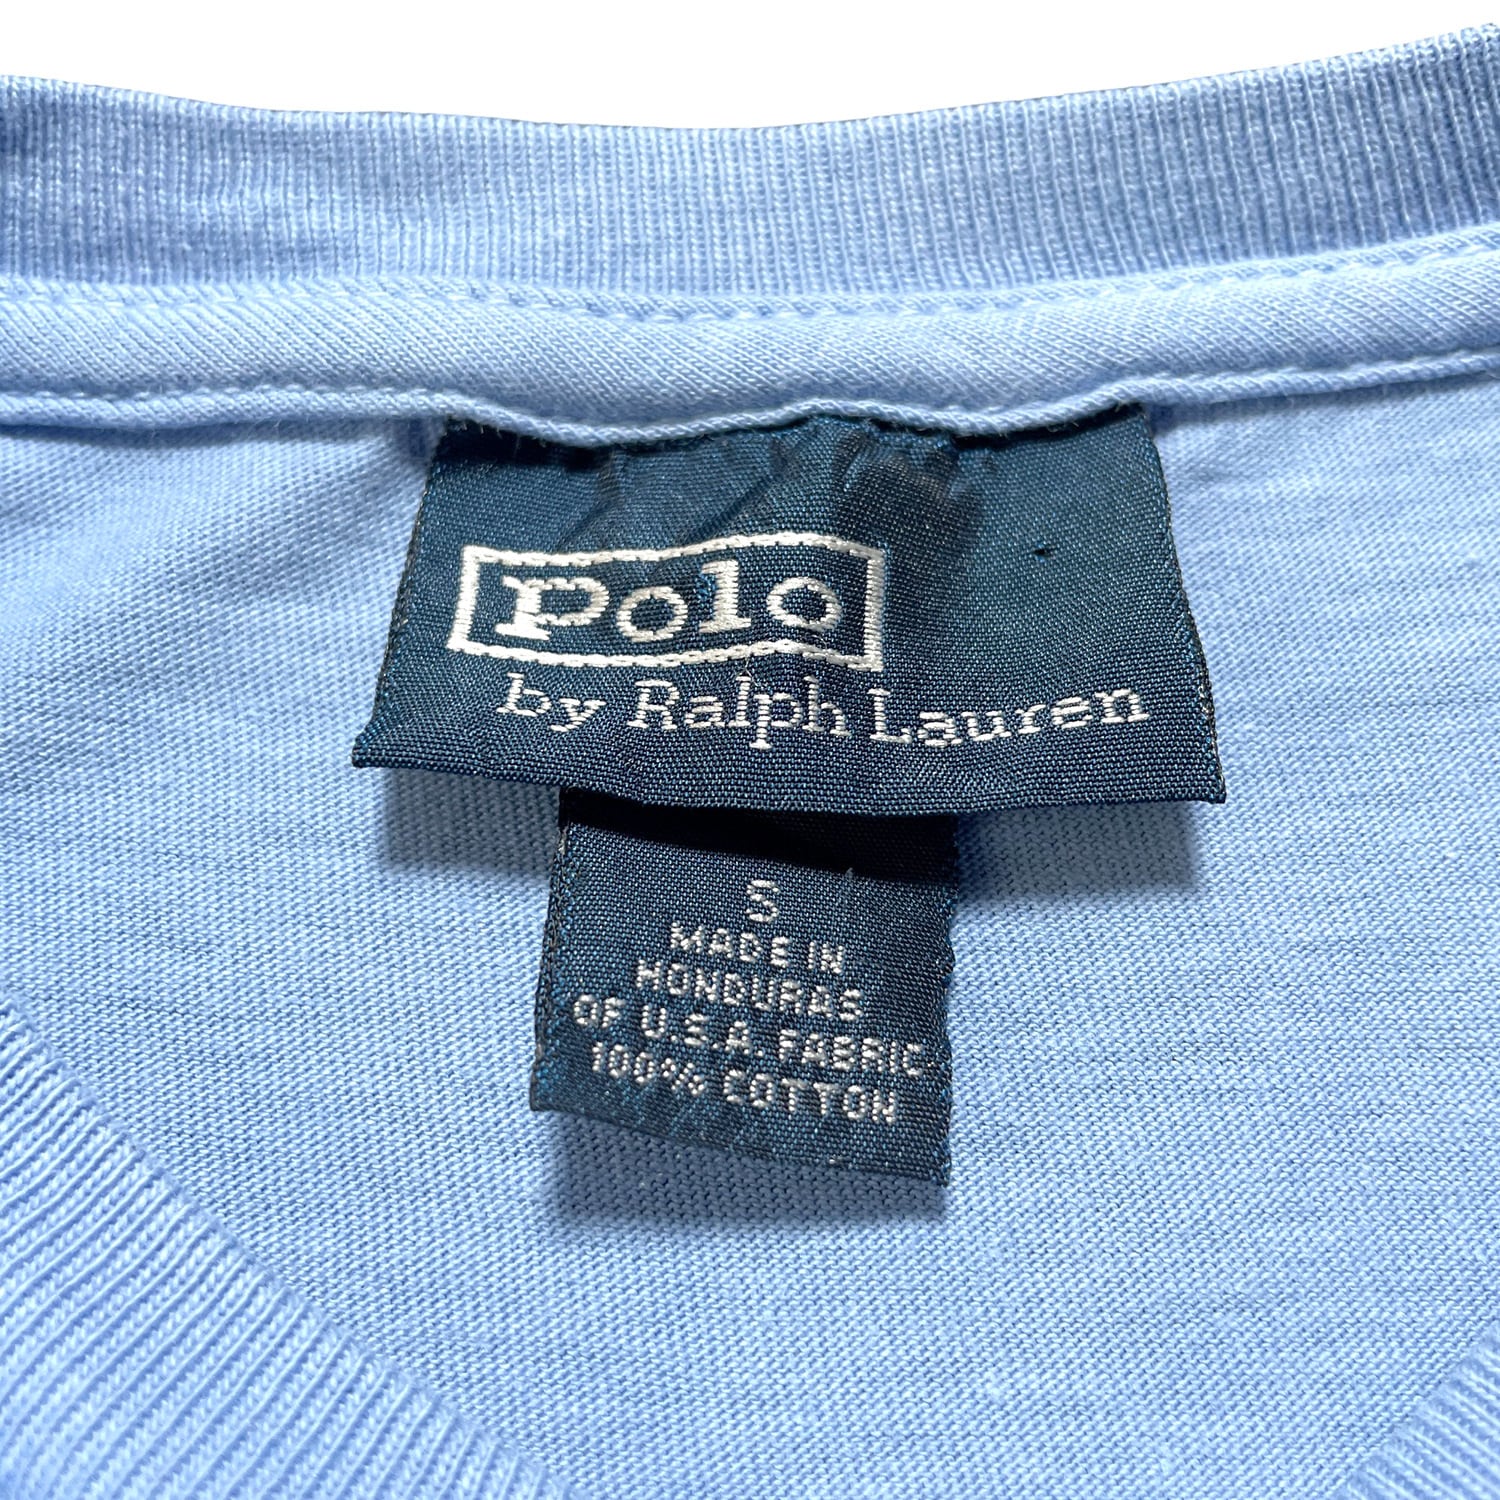 Polo
by Ralph Lauren
S
MADE IN
HONDURAS
OF U.S.A. FABRIC
100% COTTON